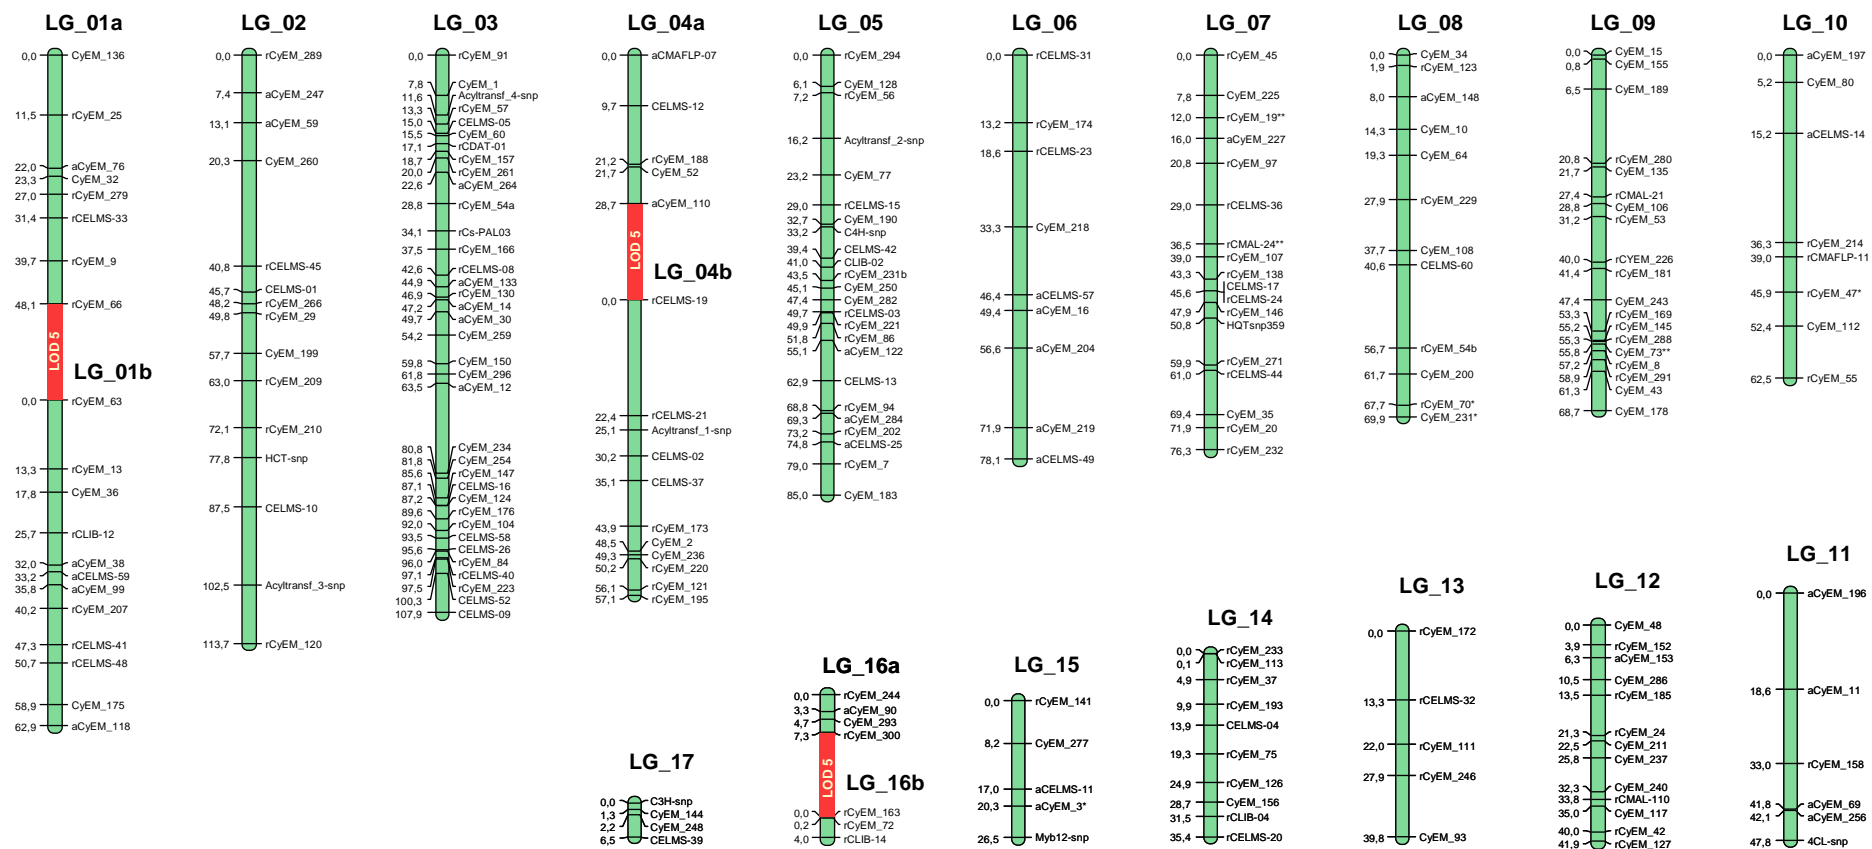 LG_01a
0,0 CyEM_136
11,5 rCyEM_25
22,0 aCyEM_76
23,3 CyEM_32
27,0 rCyEM_279
31,4 rCELMS-33
39,7 rCyEM_9
48,1 rCyEM_66
LOD 5
LG_01b
0,0 rCyEM_63
13,3 rCyEM_13
17,8 CyEM_36
25,7 rCLIB-12
32,0 aCyEM_38
33,2 aCELMS-59
35,8 aCyEM_99
40,2 rCyEM_207
47,3 rCELMS-41
50,7 rCELMS-48
58,9 CyEM_175
62,9 aCyEM_118
LG_02
0,0 rCyEM_289
7,4 aCyEM_247
13,1 aCyEM_59
20,3 CyEM_260
40,8 rCELMS-45
45,7 CELMS-01
48,2 rCyEM_266
49,8 rCyEM_29
57,7 CyEM_199
63,0 rCyEM_209
72,1 rCyEM_210
77,8 HCT-snp
87,5 CELMS-10
102,5 Acyltransf_3-snp
113,7 rCyEM_120
LG_03
0,0 rCyEM_91
7,8 CyEM_1
11,6 Acyltransf_4-snp
13,3 rCyEM_57
15,0 CELMS-05
15,5 CyEM_60
17,1 rCDAT-01
18,7 rCyEM_157
20,0 rCyEM_261
22,6 aCyEM_264
28,8 rCyEM_54a
34,1 rCs-PAL03
37,5 rCyEM_166
42,6 rCELMS-08
44,9 aCyEM_133
46,9 rCyEM_130
47,2 aCyEM_14
49,7 aCyEM_30
54,2 CyEM_259
59,8 CyEM_150
61,8 CyEM_296
63,5 aCyEM_12
80,8 CyEM_234
81,8 CyEM_254
85,6 rCyEM_147
87,1 CELMS-16
87,2 CyEM_124
89,6 rCyEM_176
92,0 rCyEM_104
93,5 CELMS-58
95,6 CELMS-26
96,0 rCyEM_84
97,1 rCELMS-40
97,5 rCyEM_223
100,3 CELMS-52
107,9 CELMS-09
LG_04a
0,0 aCMAFLP-07
9,7 CELMS-12
21,2 rCyEM_188
21,7 CyEM_52
28,7 aCyEM_110
LOD 5
LG_04b
0,0 rCELMS-19
22,4 rCELMS-21
25,1 Acyltransf_1-snp
30,2 CELMS-02
35,1 CELMS-37
43,9 rCyEM_173
48,5 CyEM_2
49,3 CyEM_236
50,2 rCyEM_220
56,1 rCyEM_121
57,1 rCyEM_195
LG_05
0,0 rCyEM_294
6,1 CyEM_128
7,2 rCyEM_56
16,2 Acyltransf_2-snp
23,2 CyEM_77
29,0 rCELMS-15
32,7 CyEM_190
33,2 C4H-snp
39,4 CELMS-42
41,0 CLIB-02
43,5 rCyEM_231b
45,1 CyEM_250
47,4 CyEM_282
49,7 rCELMS-03
49,9 rCyEM_221
51,8 rCyEM_86
55,1 aCyEM_122
62,9 CELMS-13
68,8 rCyEM_94
69,3 aCyEM_284
73,2 rCyEM_202
74,8 aCELMS-25
79,0 rCyEM_7
85,0 CyEM_183
LG_06
0,0 rCELMS-31
13,2 rCyEM_174
18,6 rCELMS-23
33,3 CyEM_218
46,4 aCELMS-57
49,4 aCyEM_16
56,6 aCyEM_204
71,9 aCyEM_219
78,1 aCELMS-49
LG_07
0,0 rCyEM_45
7,8 CyEM_225
12,0 rCyEM_19**
16,0 aCyEM_227
20,8 rCyEM_97
29,0 rCELMS-36
36,5 rCMAL-24**
39,0 rCyEM_107
43,3 rCyEM_138
45,6 CELMS-17
rCELMS-24
47,9 rCyEM_146
50,8 HQTsnp359
59,9 rCyEM_271
61,0 rCELMS-44
69,4 CyEM_35
71,9 rCyEM_20
76,3 rCyEM_232
LG_08
0,0 CyEM_34
1,9 rCyEM_123
8,0 aCyEM_148
14,3 CyEM_10
19,3 CyEM_64
27,9 rCyEM_229
37,7 CyEM_108
40,6 CELMS-60
56,7 rCyEM_54b
61,7 CyEM_200
67,7 rCyEM_70*
69,9 CyEM_231*
LG_09
0,0 CyEM_15
0,8 CyEM_155
6,5 CyEM_189
20,8 rCyEM_280
21,7 CyEM_135
27,4 rCMAL-21
28,8 CyEM_106
31,2 rCyEM_53
40,0 rCYEM_226
41,4 rCyEM_181
47,4 CyEM_243
53,3 CyEM_169
55,2 rCyEM_145
55,3 rCyEM_288
55,8 CyEM_73**
57,2 rCyEM_8
58,9 rCyEM_291
61,3 CyEM_43
68,7 CyEM_178
LG_10
0,0 aCyEM_197
5,2 CyEM_80
15,2 aCELMS-14
36,3 rCyEM_214
39,0 rCMAFLP-11
45,9 rCyEM_47*
52,4 CyEM_112
62,5 rCyEM_55
LG_17
0,0 C3H-snp
1,3 CyEM_144
2,2 CyEM_248
6,5 CELMS-39
LG_16a
0,0 rCyEM_244
3,3 aCyEM_90
4,7 CyEM_293
7,3 rCyEM_300
LOD 5
LG_16b
0,0 rCyEM_163
0,2 rCyEM_72
4,0 rCLIB-14
LG_15
0,0 rCyEM_141
8,2 CyEM_277
17,0 aCELMS-11
20,3 aCyEM_3*
26,5 Myb12-snp
LG_14
0,0 rCyEM_233
0,1 rCyEM_113
4,9 rCyEM_37
9,9 rCyEM_193
13,9 CELMS-04
19,3 rCyEM_75
24,9 rCyEM_126
28,7 CyEM_156
31,5 rCLIB-04
35,4 rCELMS-20
LG_13
0,0 rCyEM_172
13,3 rCELMS-32
22,0 rCyEM_111
27,9 rCyEM_246
39,8 CyEM_93
LG_12
0,0 CyEM_48
3,9 rCyEM_152
6,3 aCyEM_153
10,5 CyEM_286
13,5 rCyEM_185
21,3 rCyEM_24
22,5 CyEM_211
25,8 CyEM_237
32,3 CyEM_240
33,8 rCMAL-110
35,0 CyEM_117
40,0 rCyEM_42
41,9 rCyEM_127
LG_11
0,0 aCyEM_196
18,6 aCyEM_11
33,0 rCyEM_158
41,8 aCyEM_69
42,1 aCyEM_256
47,8 4CL-snp